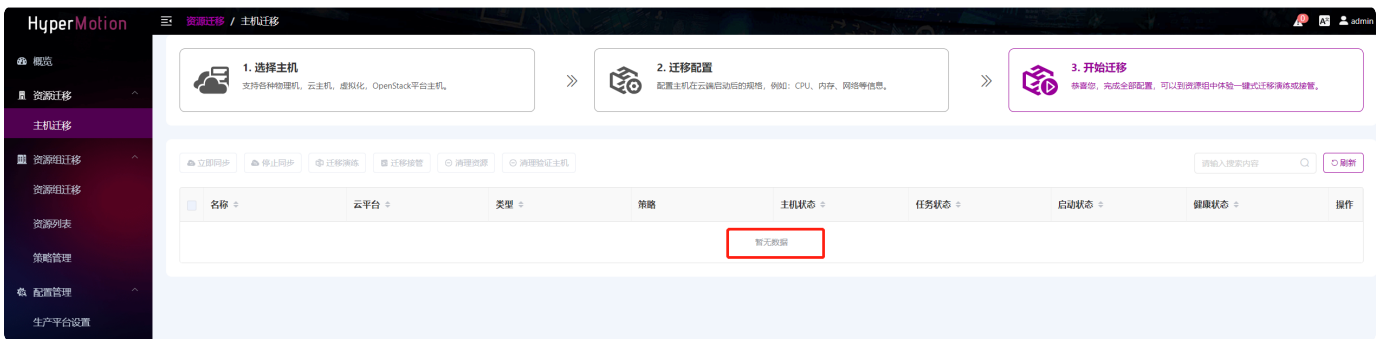 HyperMotion
资源迁移 / 主机迁移
0
admin
概览
资源迁移
主机迁移
资源组迁移
资源组迁移
资源列表
策略管理
配置管理
生产平台设置
1. 选择主机
支持各种物理机，云主机，虚拟化，OpenStack平台主机。
2. 迁移配置
配置主机在云端启动后的规格，例如：CPU、内存、网络等信息。
3. 开始迁移
恭喜您，完成全部配置，可以到资源组中体验一键式迁移演练或接管。
立即同步 停止同步 迁移演练 迁移接管 清理资源 清理验证主机
请输入搜索内容 刷新
名称 云平台 类型 策略 主机状态 任务状态 启动状态 健康状态 操作
暂无数据